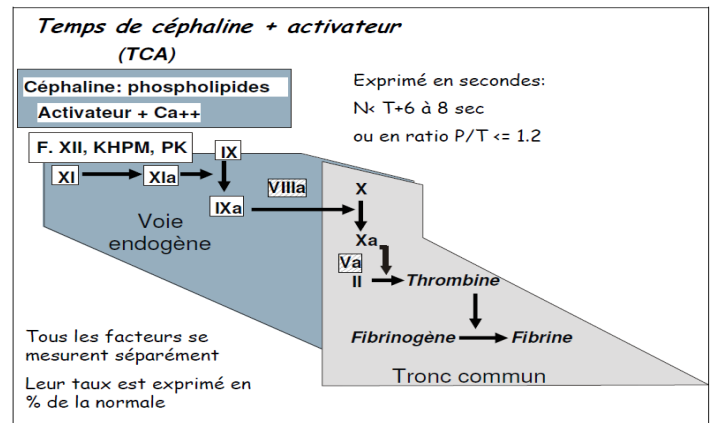 Temps de céphaline + activateur
(TCA)
Céphaline: phospholipides
Activateur + Ca++
Exprimé en secondes:
N< T+6 à 8 sec
ou en ratio P/T <= 1.2
F. XII, KHPM, PK
IX
XI
XIa
VIIIa
X
IXa
Voie
endogène
Xa
Va
II
Thrombine
Fibrinogène
Fibrine
Tronc commun
Tous les facteurs se
mesurent séparément
Leur taux est exprimé en
% de la normale